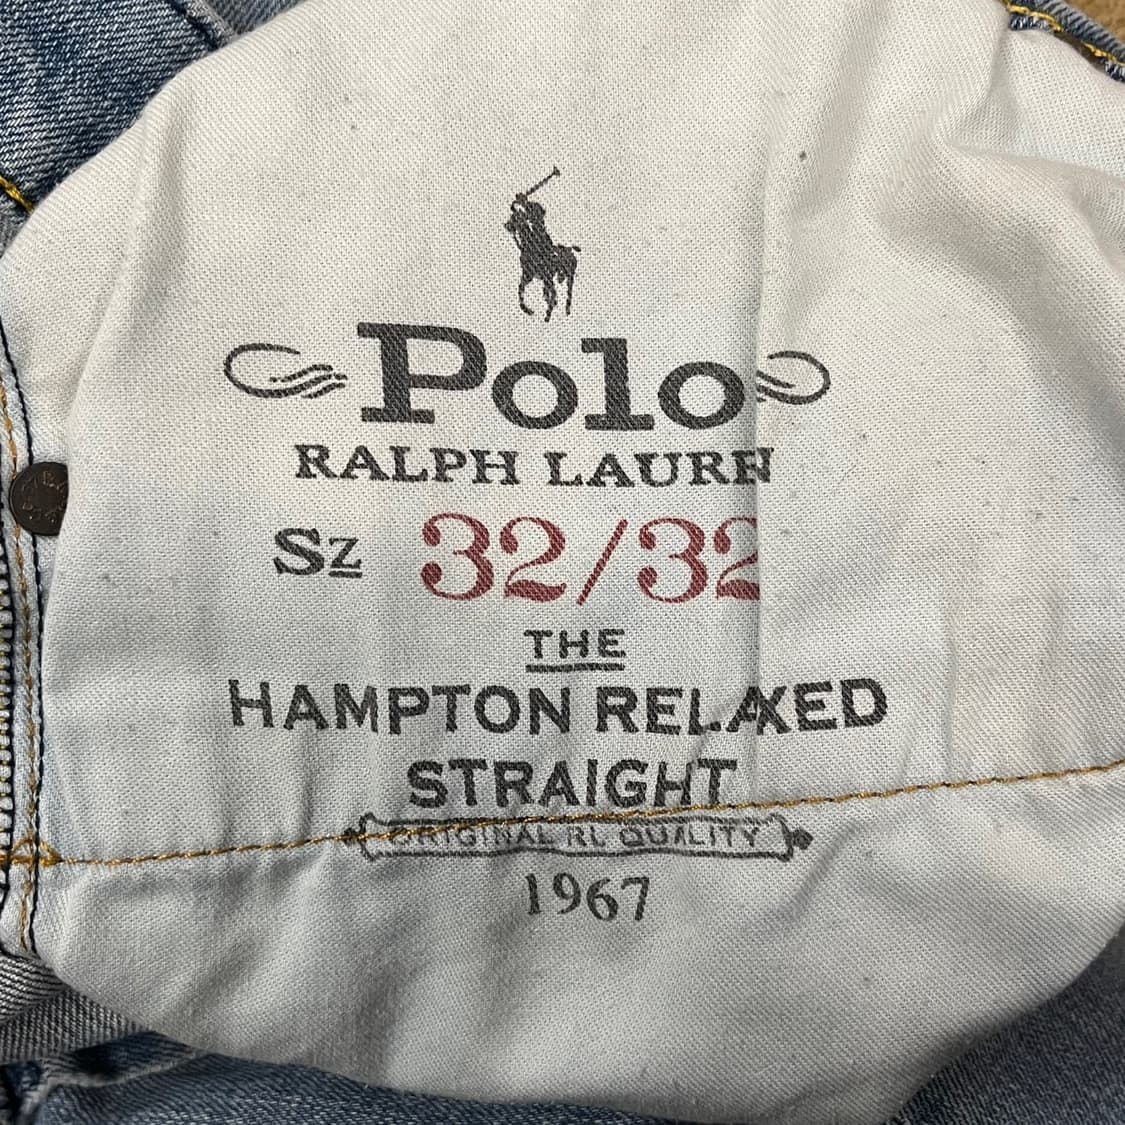 Polo
RALPH LAUREN
Sz 32/32
THE
HAMPTON RELAXED
STRAIGHT
ORIGINAL RL QUALITY
1967